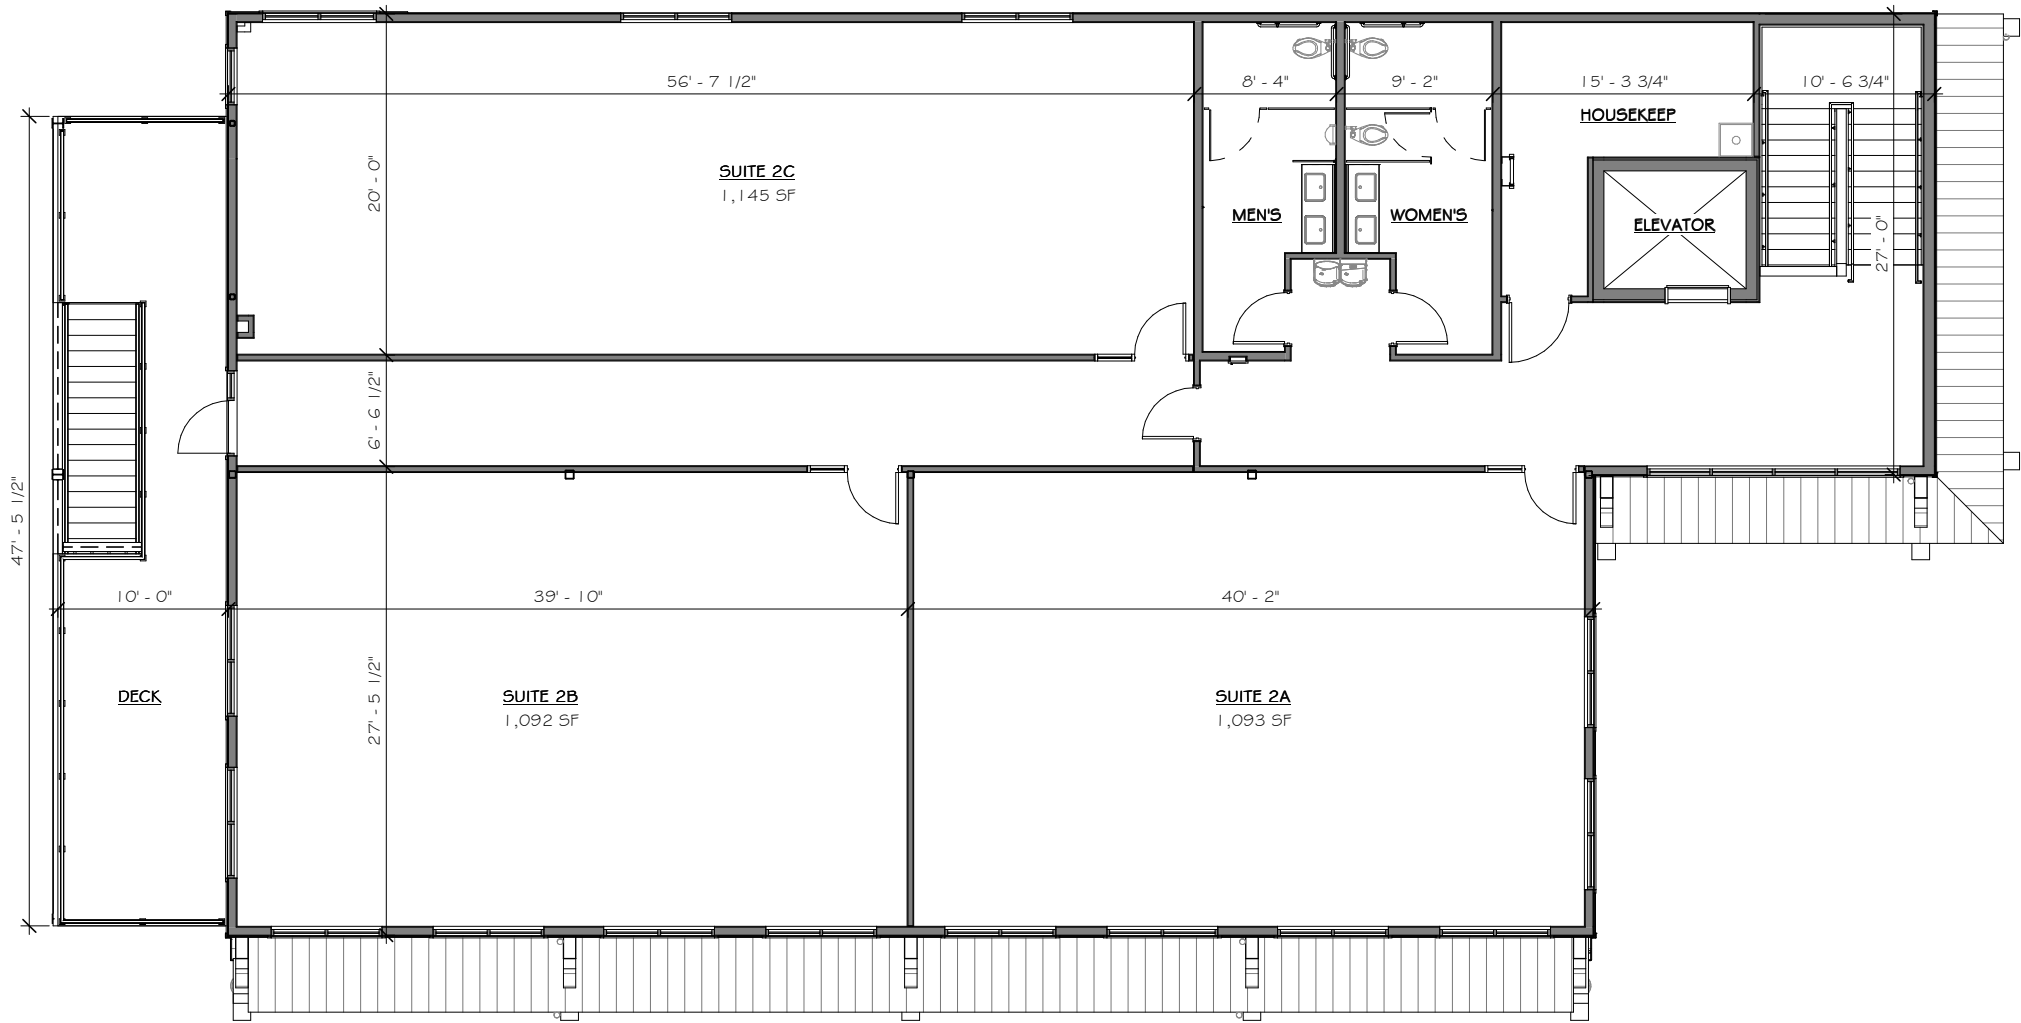 56' - 7 1/2"
8' - 4"
9' - 2"
15' - 3 3/4"
10' - 6 3/4"
HOUSEKEEP
SUITE 2C
1,145 SF
20' - 0"
MEN'S
WOMEN'S
ELEVATOR
27' - 0"
6' - 6 1/2"
47' - 5 1/2"
10' - 0"
39' - 10"
40' - 2"
DECK
SUITE 2B
1,092 SF
27' - 5 1/2"
SUITE 2A
1,093 SF